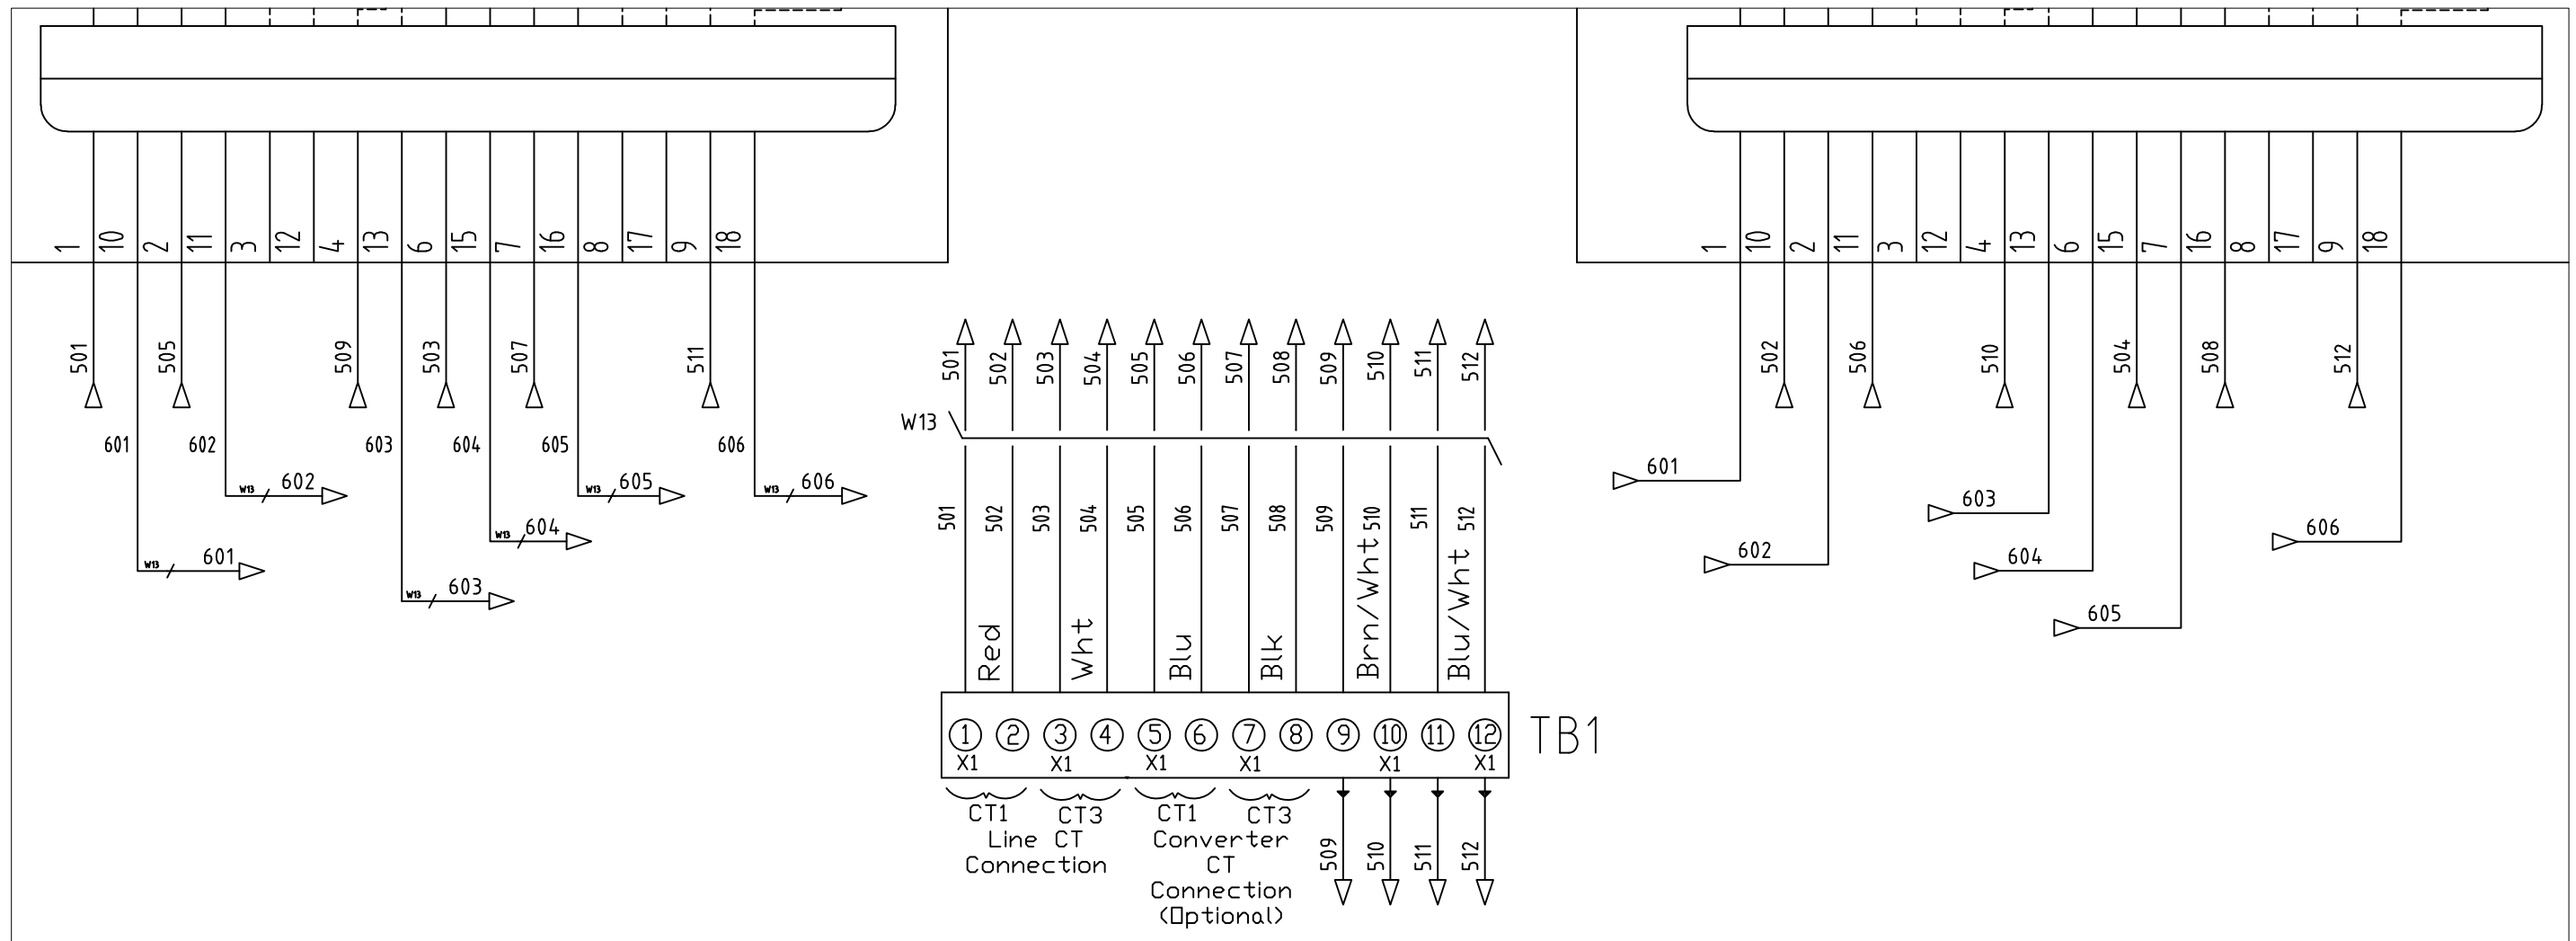 1 10 2 11 3 12 4 13 6 15 7 16 8 17 9 18
1 10 2 11 3 12 4 13 6 15 7 16 8 17 9 18
501 505 509 503 507 511
601 602 603 604 605 606
W13 602
W13 605
W13 606
W13 604
W13 601
W13 603
501 502 503 504 505 506 507 508 509 510 511 512
W13
501 502 503 504 505 506 507 508 509 510 511 512
Red Wht Blu Blk Brn/Wht Blu/Wht
1 2 3 4 5 6 7 8 9 10 11 12
TB1
X1 X1 X1 X1 X1 X1
CT1 CT3 CT1 CT3
Line CT
Connection
Converter
CT
Connection
(Optional)
509 510 511 512
502 506 510 504 508 512
601
603
606
602
604
605